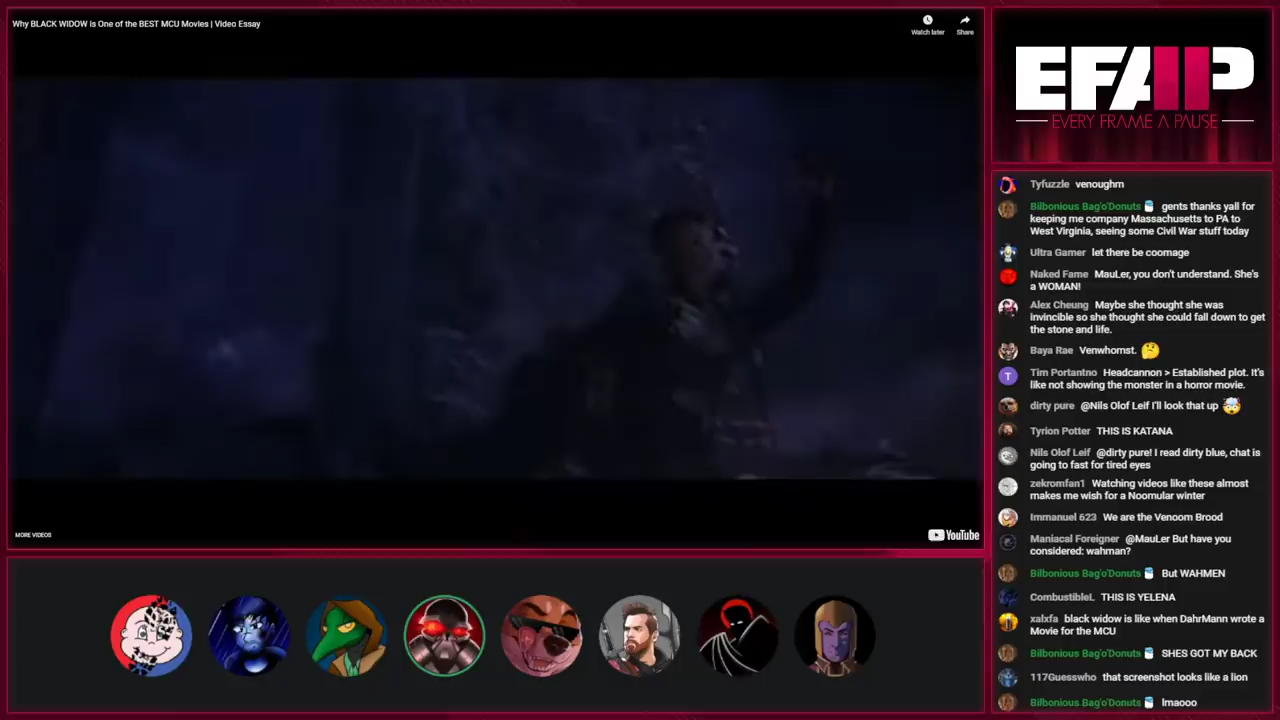 Why BLACK WIDOW is One of the BEST MCU Movies | Video Essay
Watch later
Share
MORE VIDEOS
YouTube
EFAP
EVERY FRAME A PAUSE
Tyfuzzle venoughm
Bilbonious Bag'o'Donuts gents thanks yall for
keeping me company Massachusetts to PA to
West Virginia, seeing some Civil War stuff today
Ultra Gamer let there be coomage
Naked Fame MauLer, you don't understand. She's
a WOMAN!
Alex Cheung Maybe she thought she was
invincible so she thought she could fall down to get
the stone and life.
Baya Rae Venwhomst.
T
Tim Portantno Headcannon > Established plot. It's
like not showing the monster in a horror movie.
dirty pure @Nils Olof Leif I'll look that up
Tyrion Potter THIS IS KATANA
Nils Olof Leif @dirty pure! I read dirty blue, chat is
going to fast for tired eyes
zekromfan1 Watching videos like these almost
makes me wish for a Noomular winter
Immanuel 623 We are the Venoom Brood
Maniacal Foreigner @MauLer But have you
considered: wahman?
Bilbonious Bag'o'Donuts But WAHMEN
CombustibleL THIS IS YELENA
xalxfa black widow is like when DahrMann wrote a
Movie for the MCU
Bilbonious Bag'o'Donuts SHES GOT MY BACK
117Guesswho that screenshot looks like a lion
Bilbonious Bag'o'Donuts lmaooo